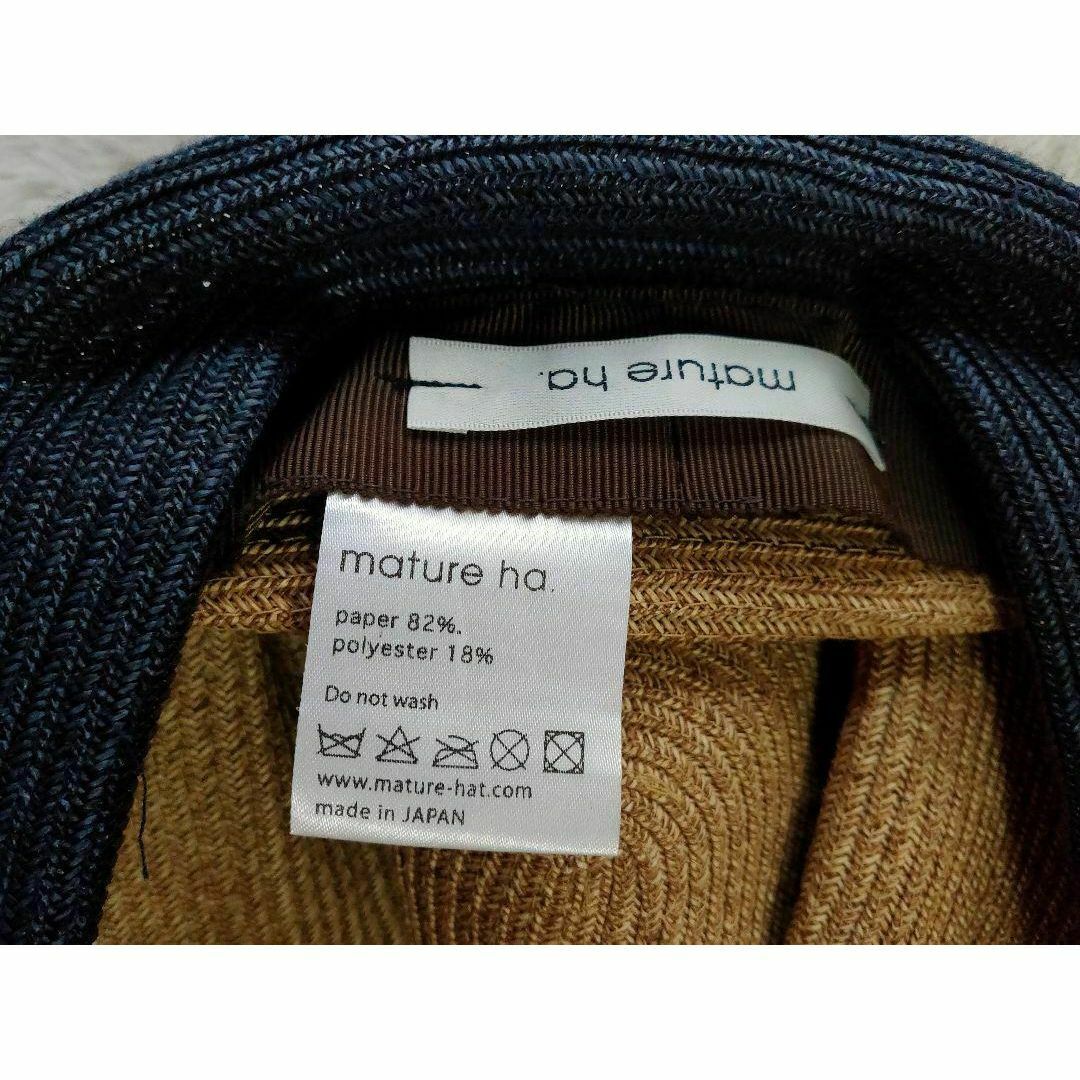 mature ha.
mature ha.
paper 82%.
polyester 18%
Do not wash
www.mature-hat.com
made in JAPAN